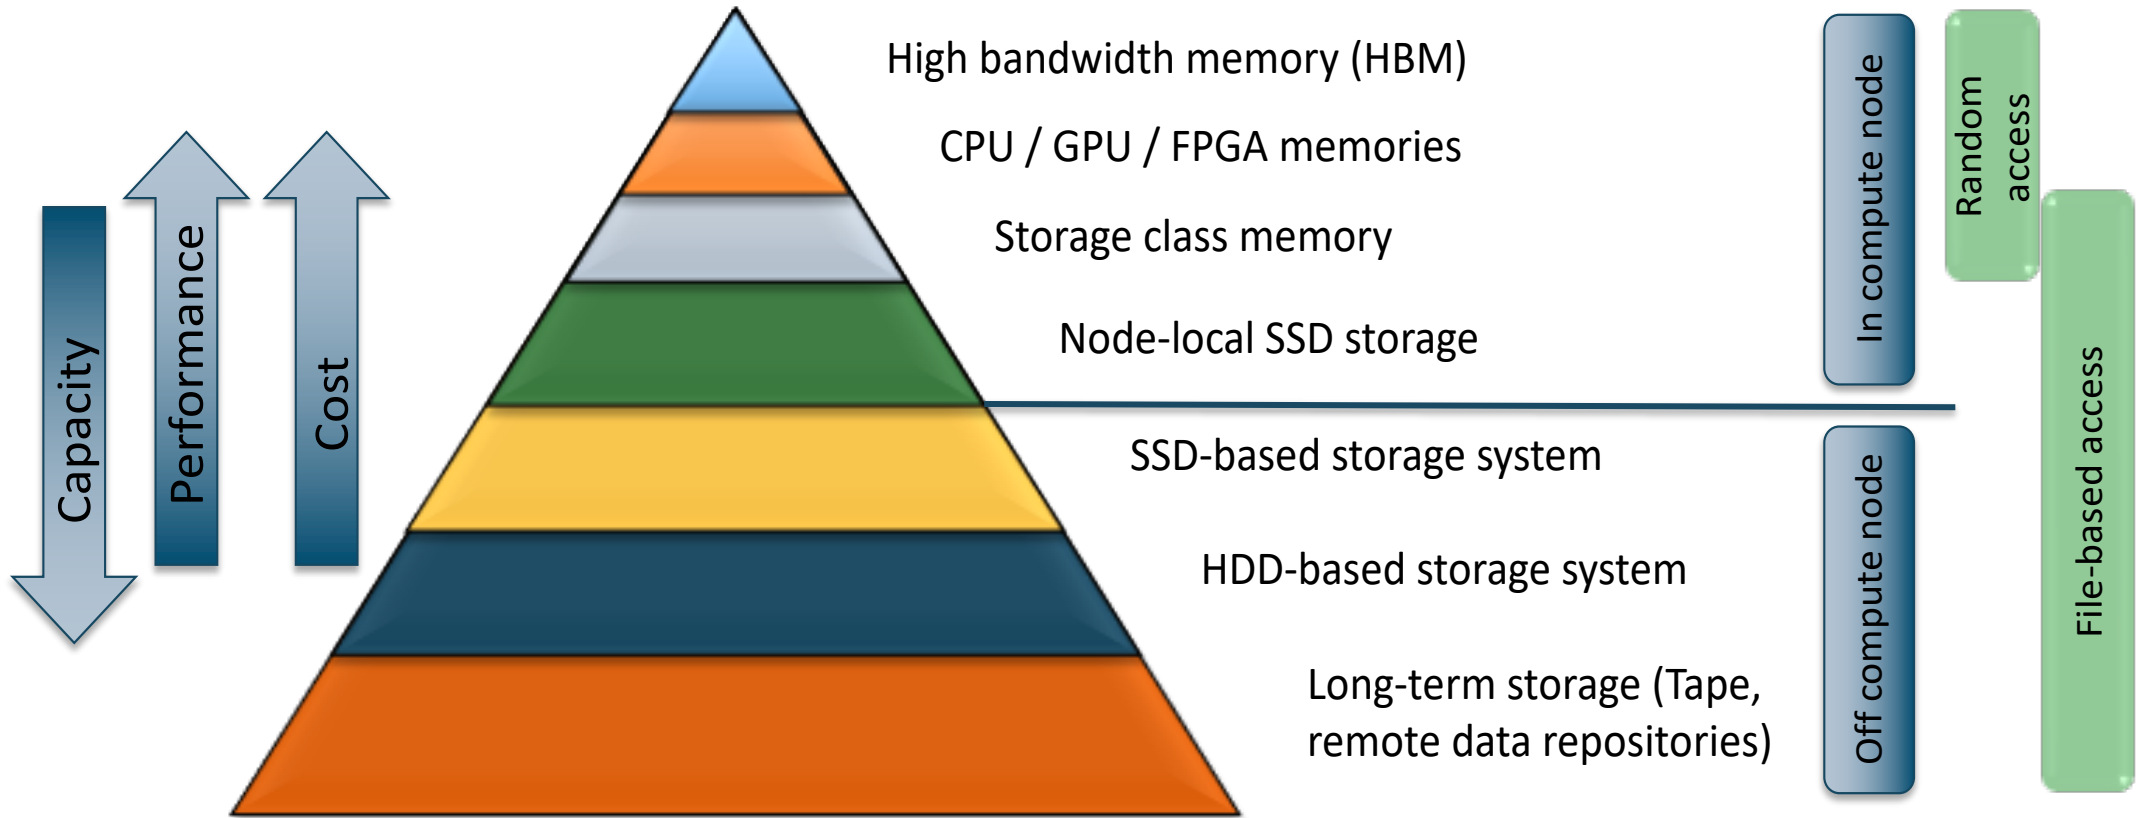 High bandwidth memory (HBM)
CPU / GPU / FPGA memories
Storage class memory
Node-local SSD storage
SSD-based storage system
HDD-based storage system
Long-term storage (Tape,
remote data repositories)
Capacity
Performance
Cost
In compute node
Off compute node
Random
access
File-based access